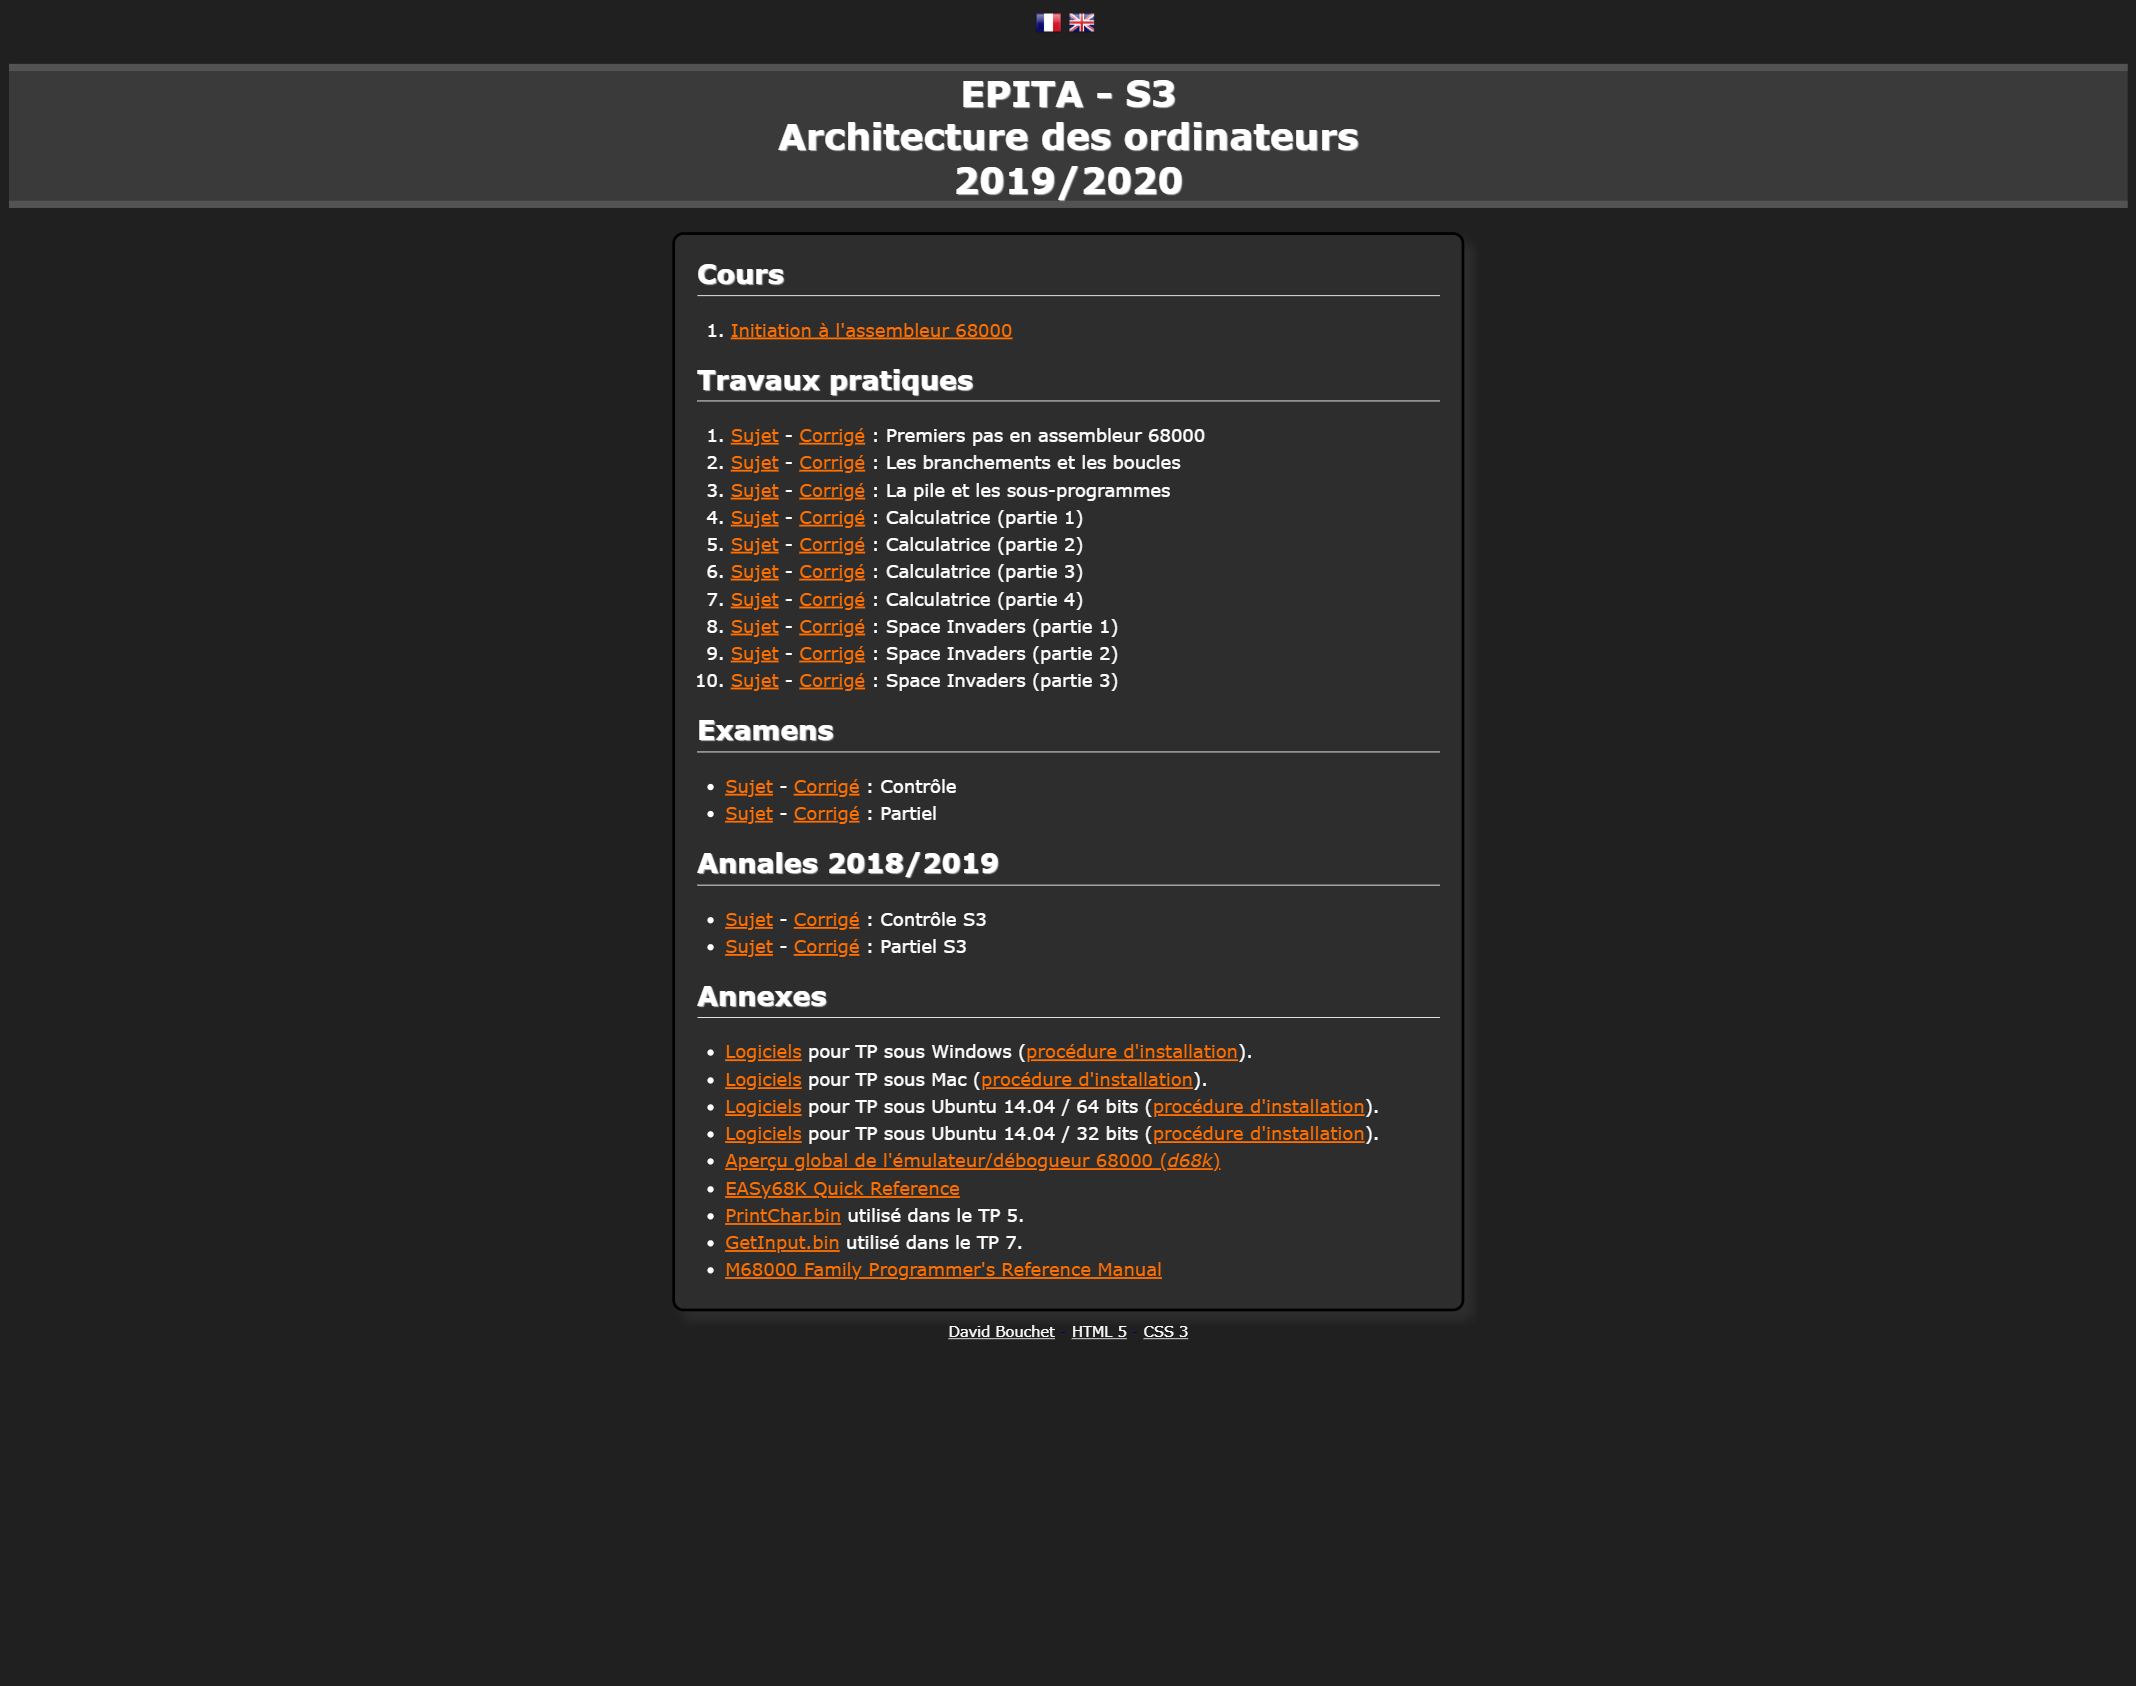 EPITA - S3
Architecture des ordinateurs
2019/2020
Cours
1. Initiation à l'assembleur 68000
Travaux pratiques
1. Sujet - Corrigé : Premiers pas en assembleur 68000
2. Sujet - Corrigé : Les branchements et les boucles
3. Sujet - Corrigé : La pile et les sous-programmes
4. Sujet - Corrigé : Calculatrice (partie 1)
5. Sujet - Corrigé : Calculatrice (partie 2)
6. Sujet - Corrigé : Calculatrice (partie 3)
7. Sujet - Corrigé : Calculatrice (partie 4)
8. Sujet - Corrigé : Space Invaders (partie 1)
9. Sujet - Corrigé : Space Invaders (partie 2)
10. Sujet - Corrigé : Space Invaders (partie 3)
Examens
• Sujet - Corrigé : Contrôle
• Sujet - Corrigé : Partiel
Annales 2018/2019
• Sujet - Corrigé : Contrôle S3
• Sujet - Corrigé : Partiel S3
Annexes
• Logiciels pour TP sous Windows (procédure d'installation).
• Logiciels pour TP sous Mac (procédure d'installation).
• Logiciels pour TP sous Ubuntu 14.04 / 64 bits (procédure d'installation).
• Logiciels pour TP sous Ubuntu 14.04 / 32 bits (procédure d'installation).
• Aperçu global de l'émulateur/débogueur 68000 (d68k)
• EASy68K Quick Reference
• PrintChar.bin utilisé dans le TP 5.
• GetInput.bin utilisé dans le TP 7.
• M68000 Family Programmer's Reference Manual
David Bouchet - HTML 5 - CSS 3